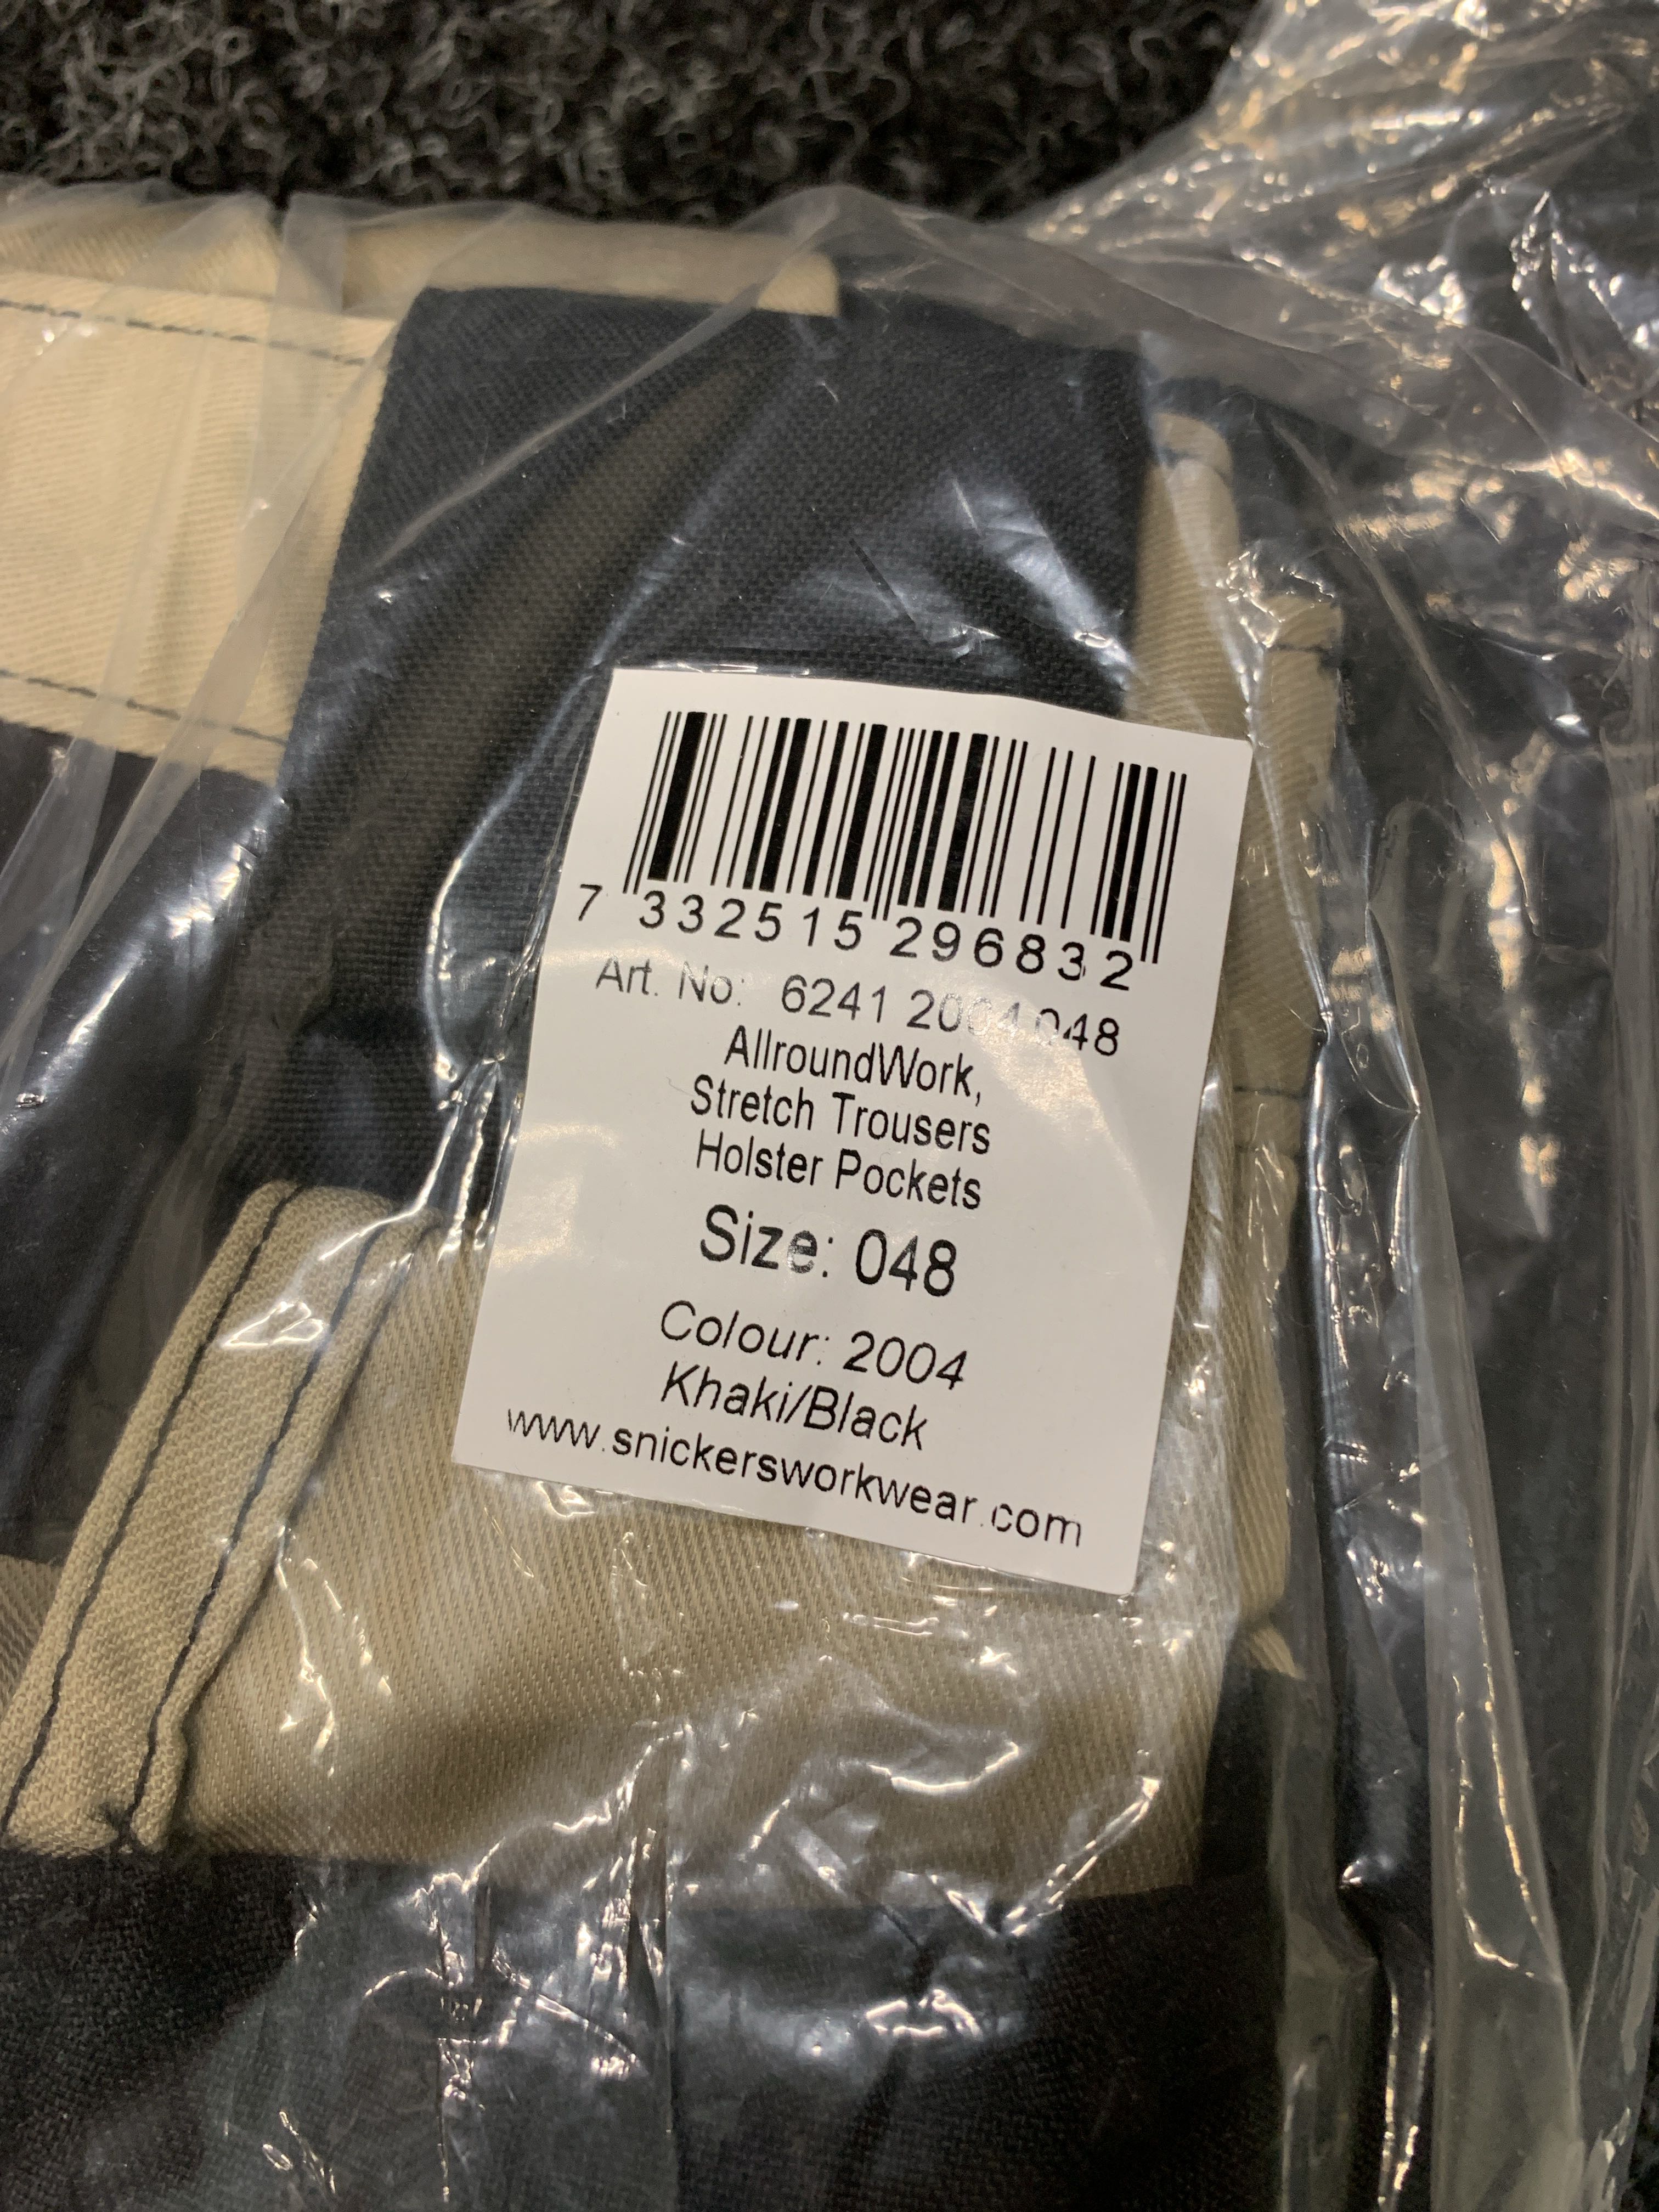 7 332515 296832
Art. No: 6241 2004 048
AllroundWork,
Stretch Trousers
Holster Pockets
Size: 048
Colour: 2004
Khaki/Black
www.snickersworkwear.com